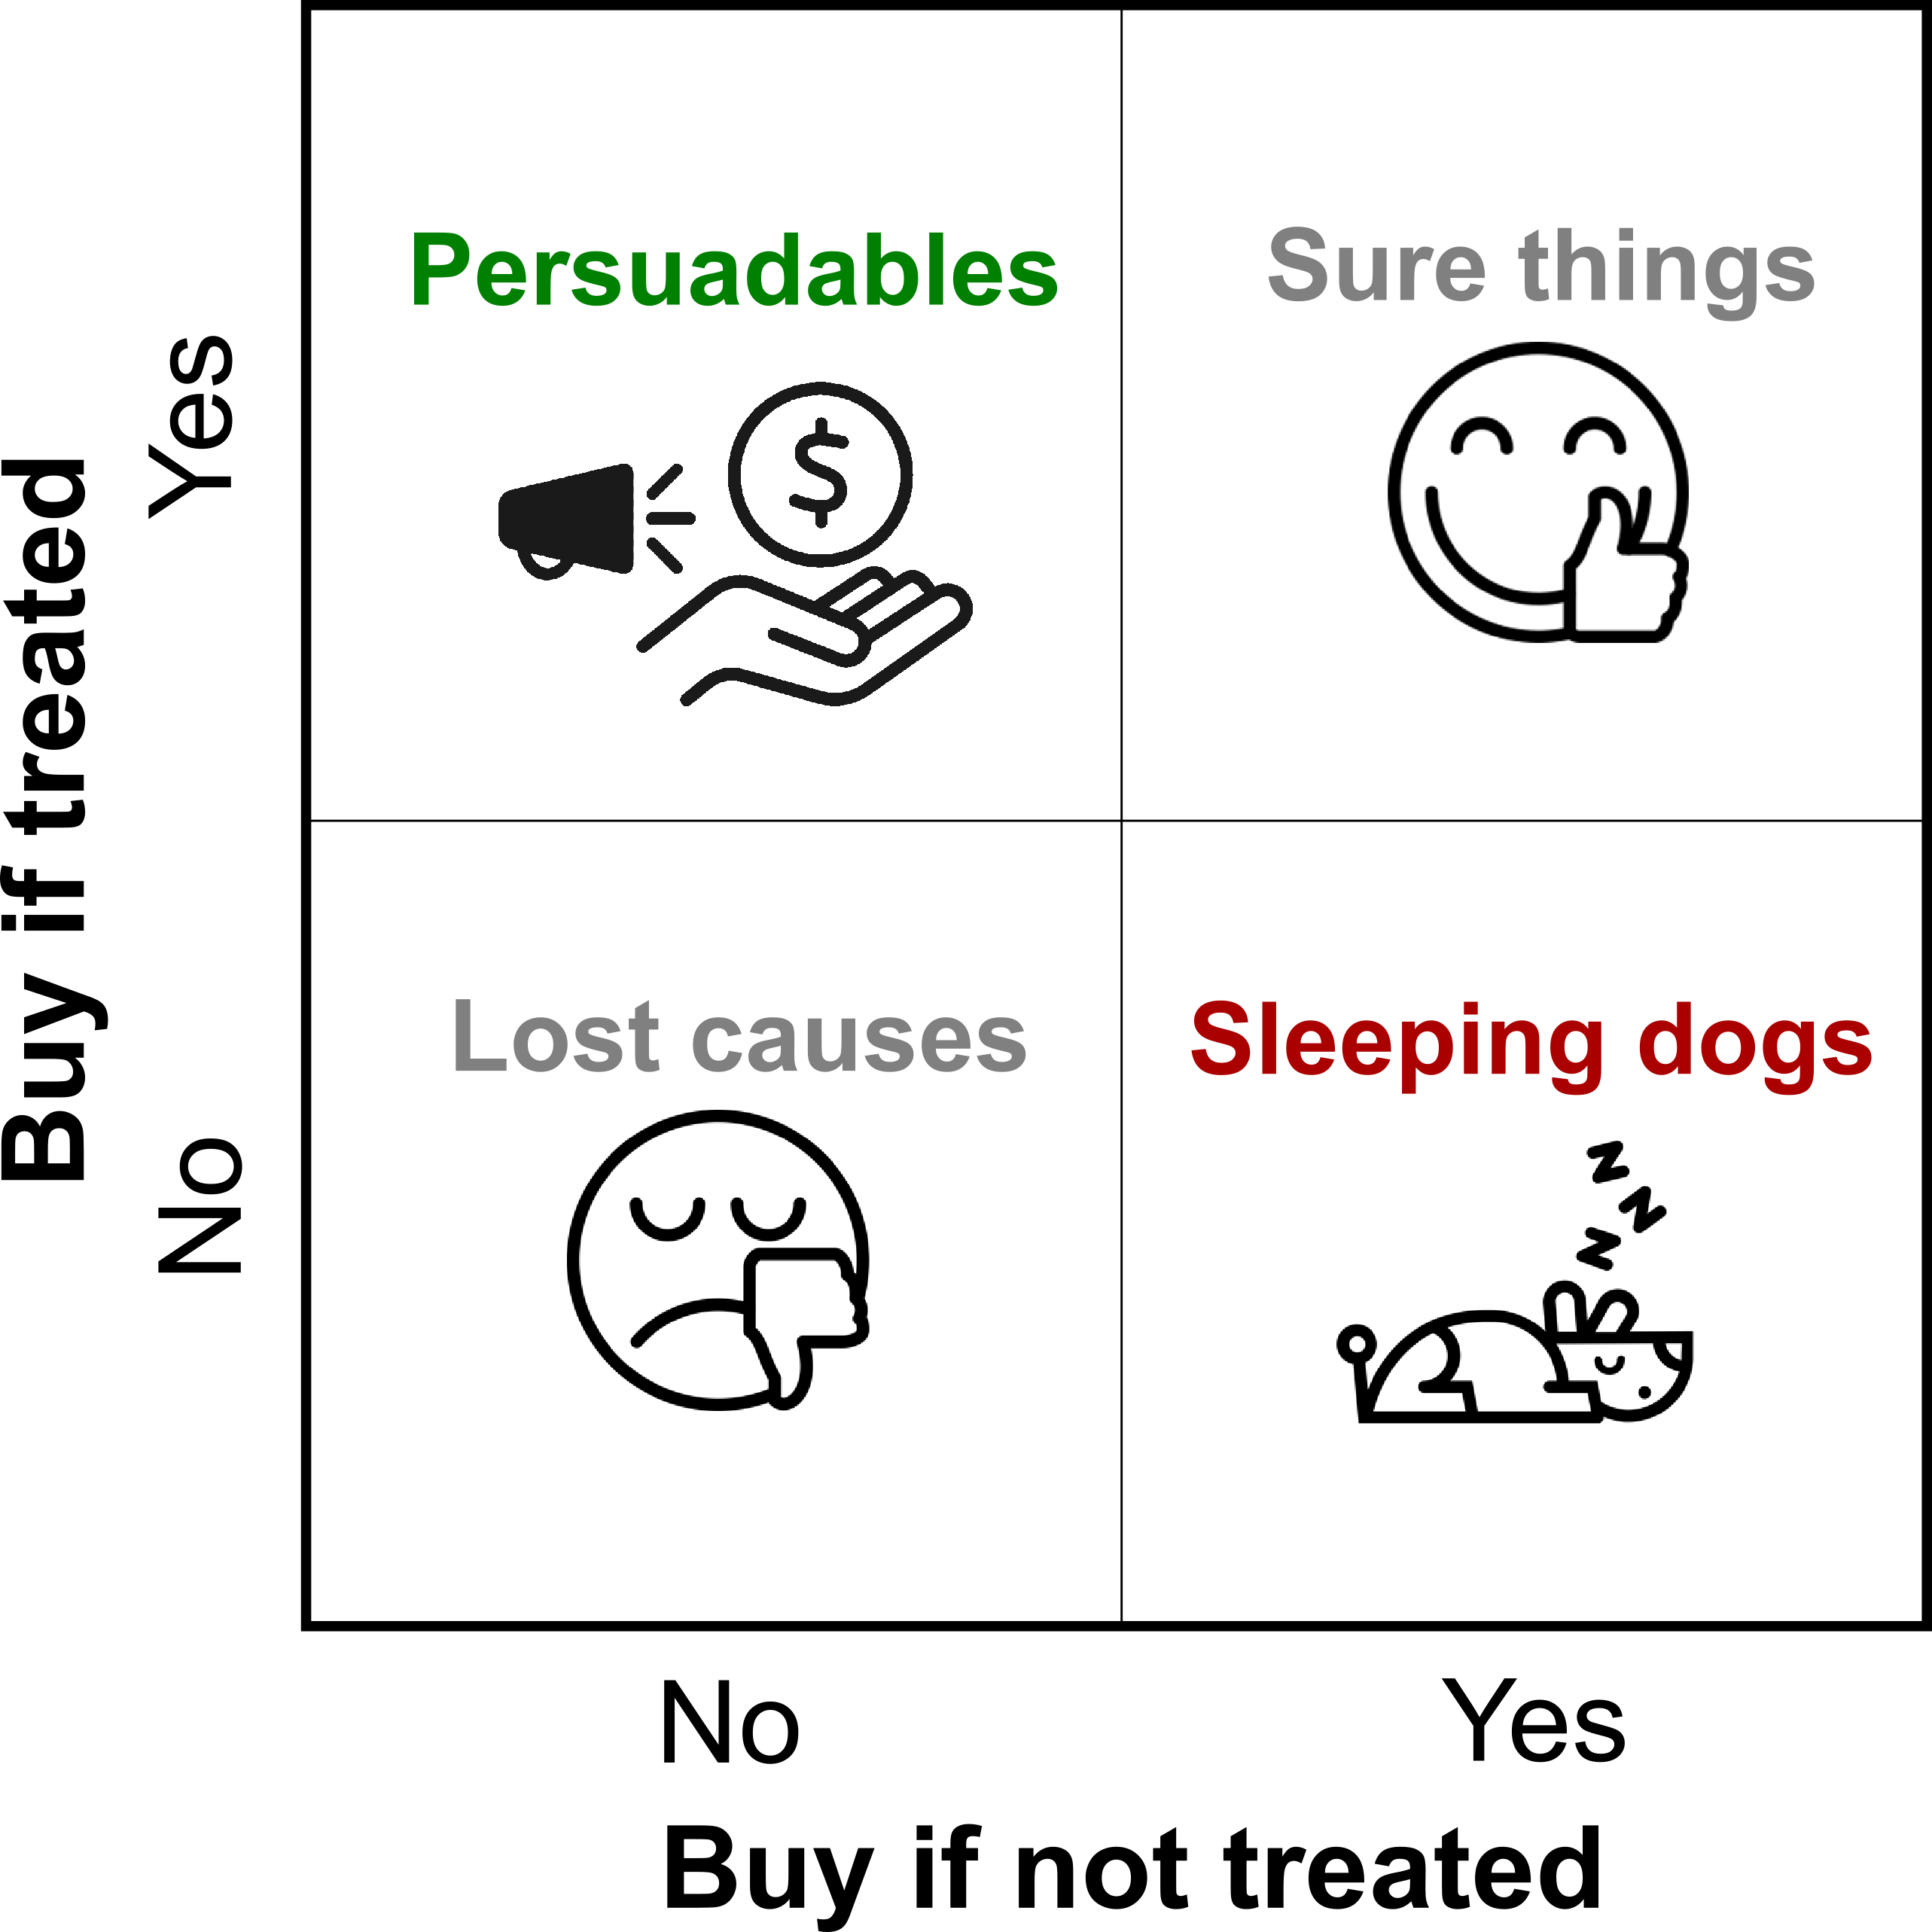 Persuadables
Sure things
Buy if treated
Yes
Lost causes
Sleeping dogs
No
No
Yes
Buy if not treated